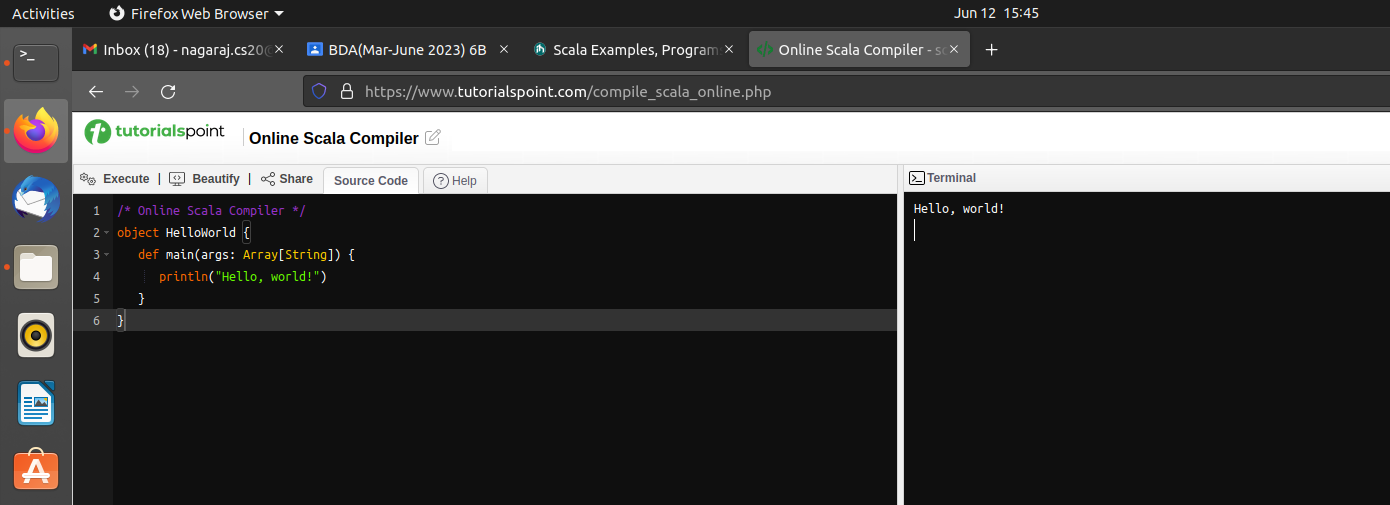 Activities Firefox Web Browser Jun 12 15:45
Inbox (18) - nagaraj.cs20@ BDA(Mar-June 2023) 6B Scala Examples, Program Online Scala Compiler - sc
https://www.tutorialspoint.com/compile_scala_online.php
tutorialspoint Online Scala Compiler
Execute | Beautify | Share Source Code Help Terminal
1 /* Online Scala Compiler */
2 object HelloWorld {
3 def main(args: Array[String]) {
4 println("Hello, world!")
5 }
6 }
Hello, world!